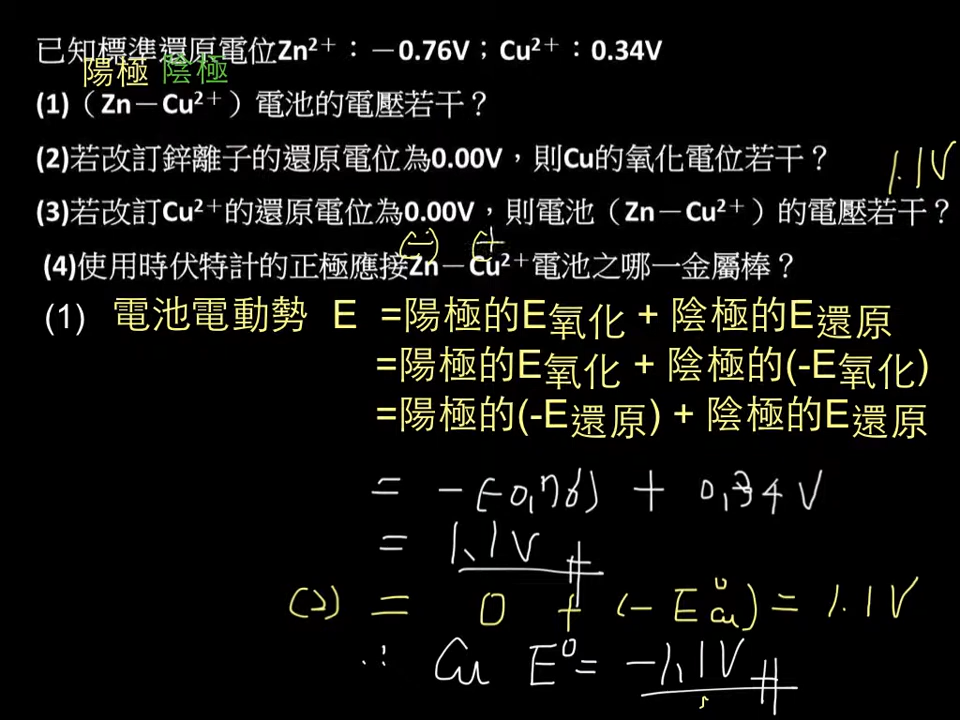 已知標準還原電位Zn²⁺：－0.76V；Cu²⁺：0.34V
陽極 陰極
(1)（Zn－Cu²⁺）電池的電壓若干？
(2)若改訂鋅離子的還原電位為0.00V，則Cu的氧化電位若干？
1.1V
(3)若改訂Cu²⁺的還原電位為0.00V，則電池（Zn－Cu²⁺）的電壓若干？
(－) (+)
(4)使用時伏特計的正極應接Zn－Cu²⁺電池之哪一金屬棒？
(1) 電池電動勢 E =陽極的E氧化 + 陰極的E還原
=陽極的E氧化 + 陰極的(-E氧化)
=陽極的(-E還原) + 陰極的E還原
= -(-0.76) + 0.34V
= 1.1V
(2) = 0 + (-E⁰Cu) = 1.1V
∴ Cu E⁰= -1.1V